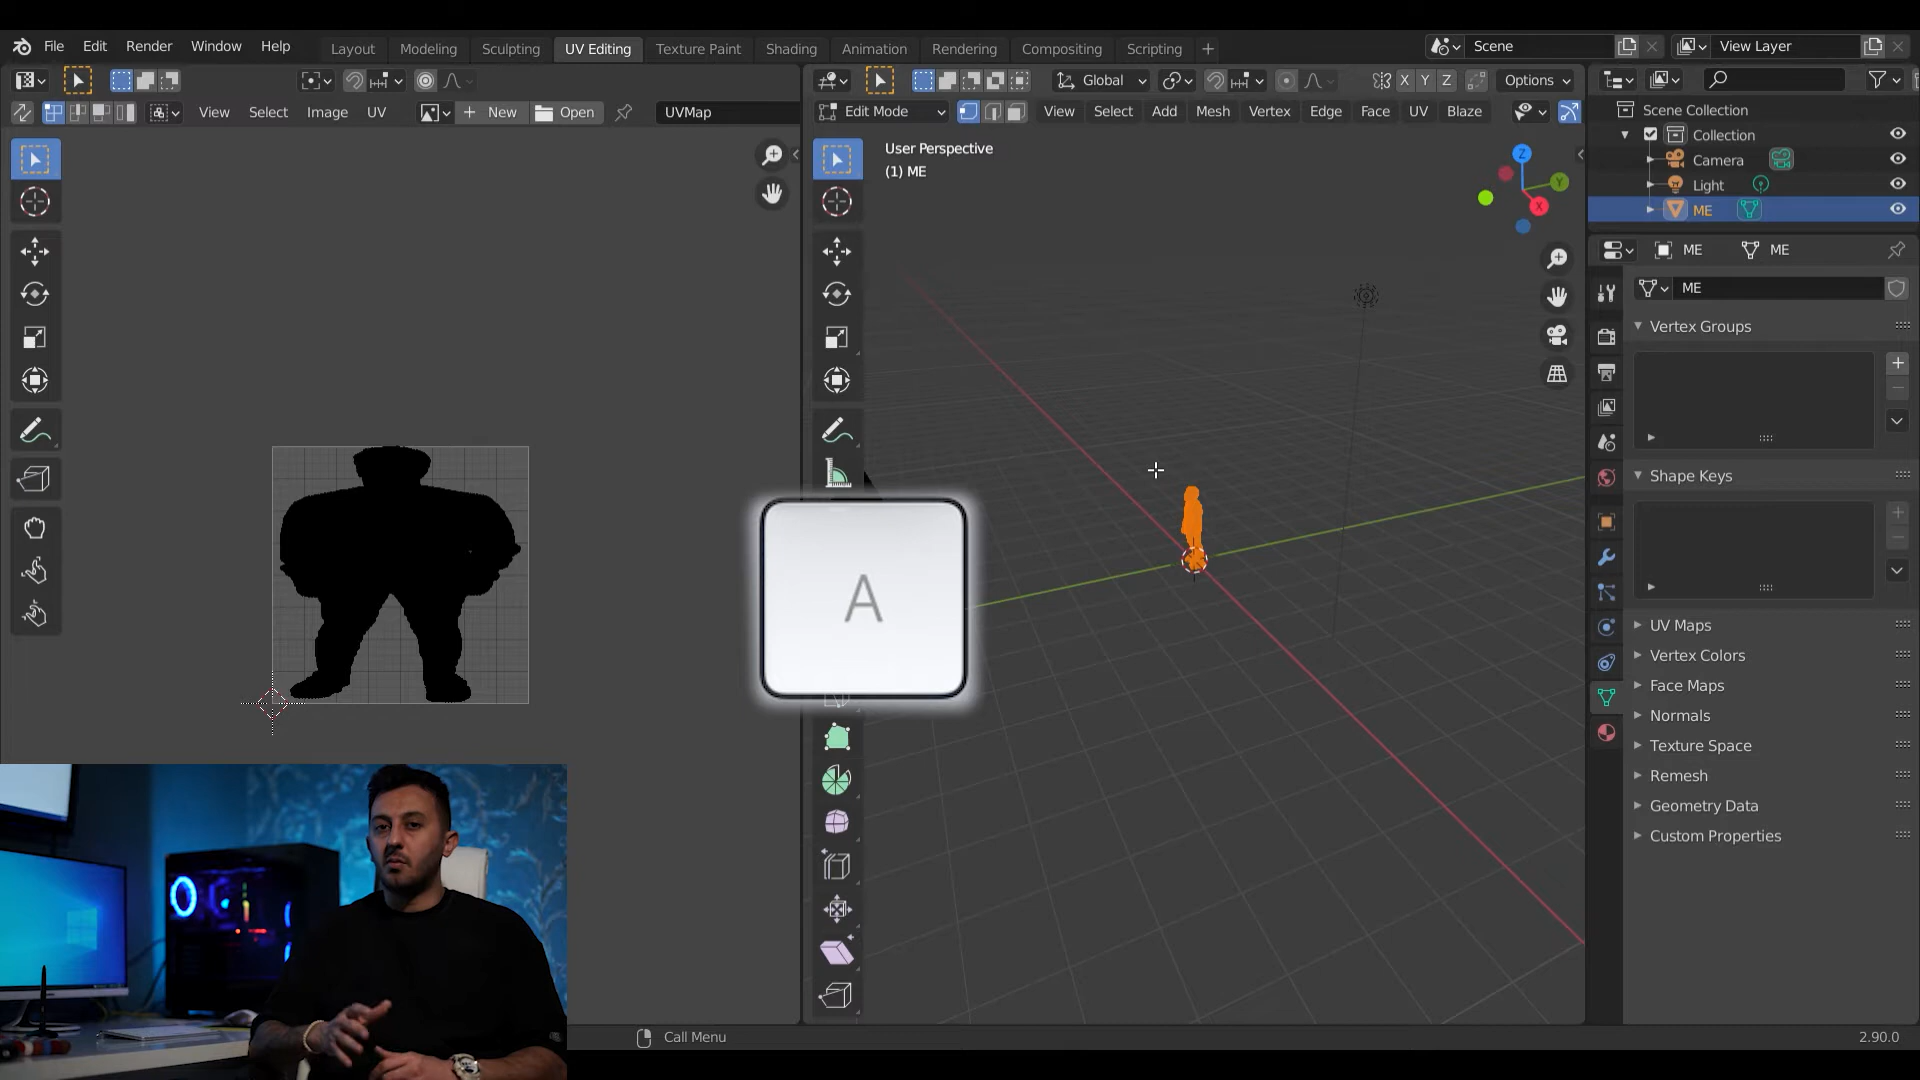 File Edit Render Window Help
Layout Modeling Sculpting UV Editing Texture Paint Shading Animation Rendering Compositing Scripting
Scene
View Layer
View Select Image UV
New
Open
UVMap
Global
X Y Z
Options
Edit Mode
View Select Add Mesh Vertex Edge Face UV Blaze
User Perspective
(1) ME
Z
Y
X
A
Scene Collection
Collection
Camera
Light
ME
ME ME
ME
Vertex Groups
Shape Keys
UV Maps
Vertex Colors
Face Maps
Normals
Texture Space
Remesh
Geometry Data
Custom Properties
Call Menu
2.90.0